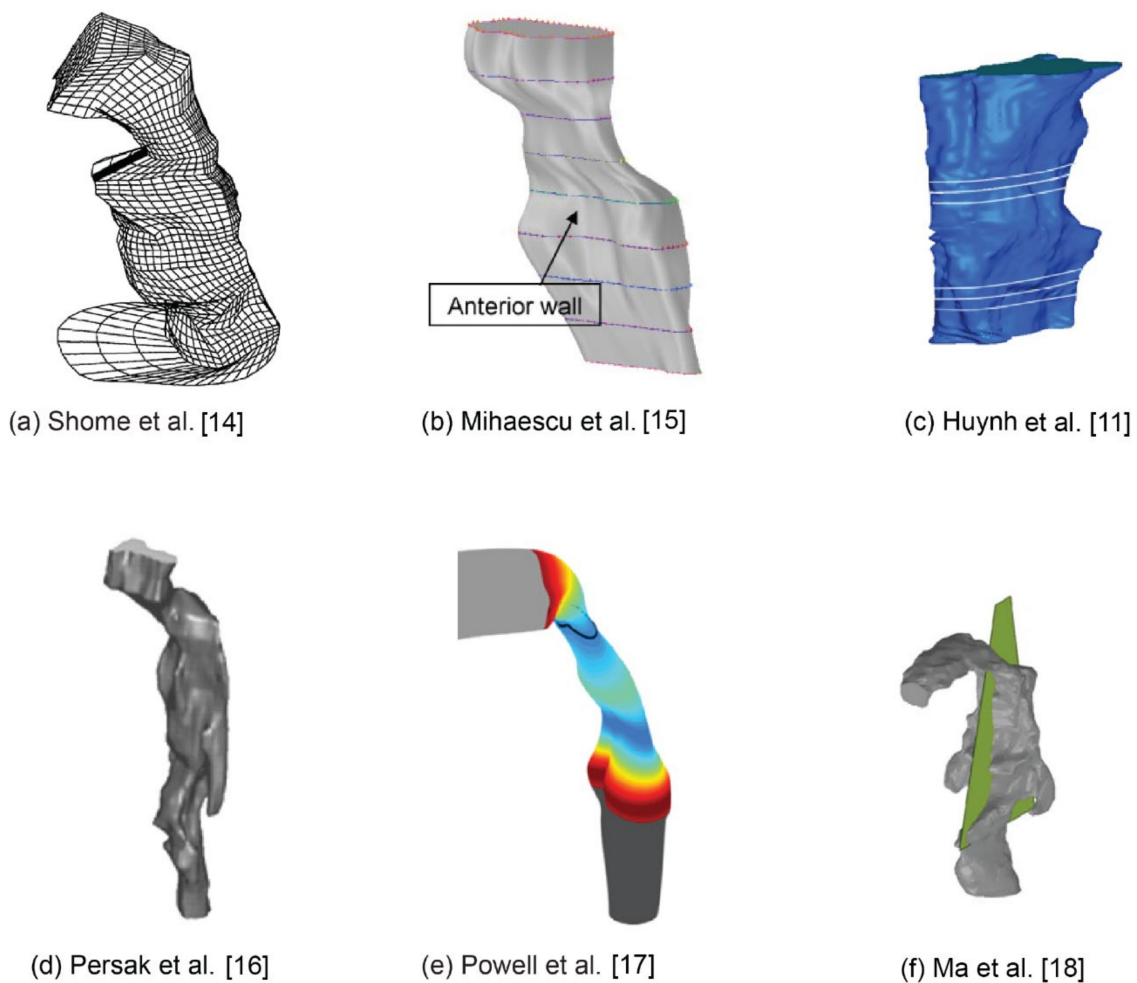 Anterior wall
(a) Shome et al. [14]
(b) Mihaescu et al. [15]
(c) Huynh et al. [11]
(d) Persak et al. [16]
(e) Powell et al. [17]
(f) Ma et al. [18]